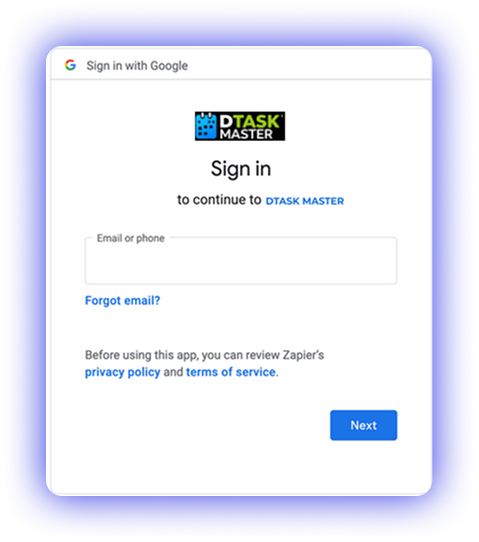 Sign in with Google
DTASK
MASTER
Sign in
to continue to DTASK MASTER
Email or phone
Forgot email?
Before using this app, you can review Zapier's
privacy policy and terms of service.
Next